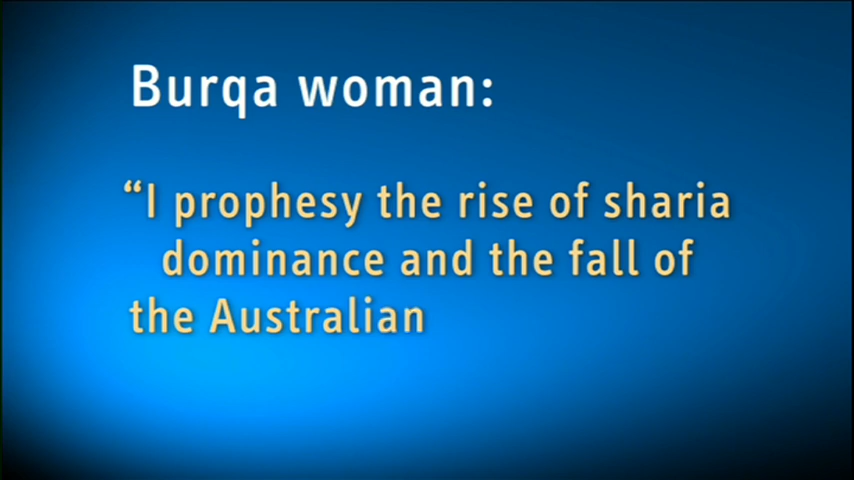 Burqa woman:
“I prophesy the rise of sharia
dominance and the fall of
the Australian